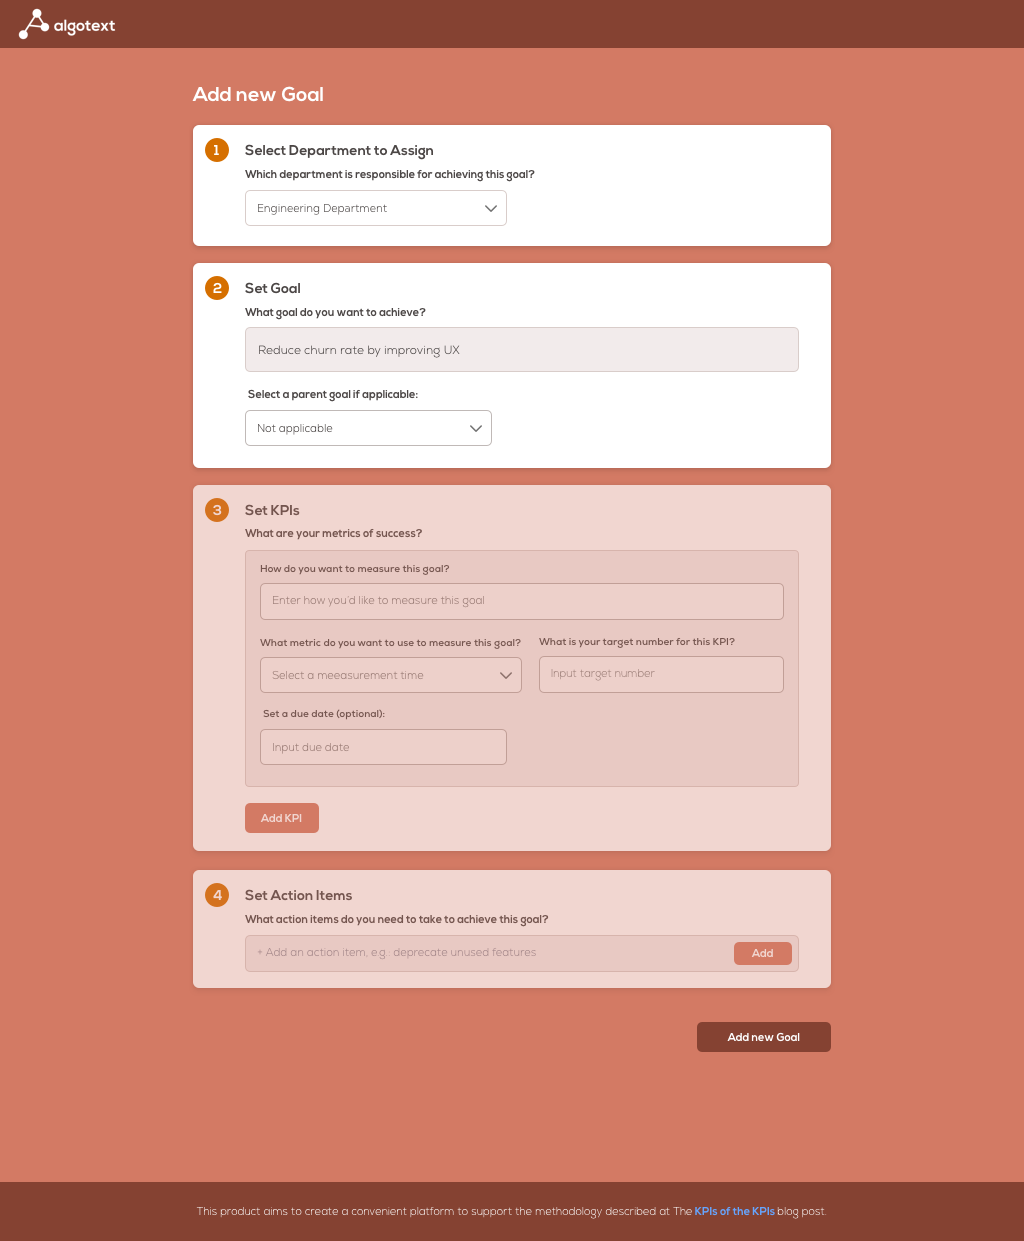 algotext
Add new Goal
1
Select Department to Assign
Which department is responsible for achieving this goal?
Engineering Department
2
Set Goal
What goal do you want to achieve?
Reduce churn rate by improving UX
Select a parent goal if applicable:
Not applicable
3
Set KPIs
What are your metrics of success?
How do you want to measure this goal?
Enter how you'd like to measure this goal
What metric do you want to use to measure this goal?
What is your target number for this KPI?
Select a meeasurement time
Input target number
Set a due date (optional):
Input due date
Add KPI
4
Set Action Items
What action items do you need to take to achieve this goal?
+ Add an action item, e.g.: deprecate unused features
Add
Add new Goal
This product aims to create a convenient platform to support the methodology described at The KPIs of the KPIs blog post.